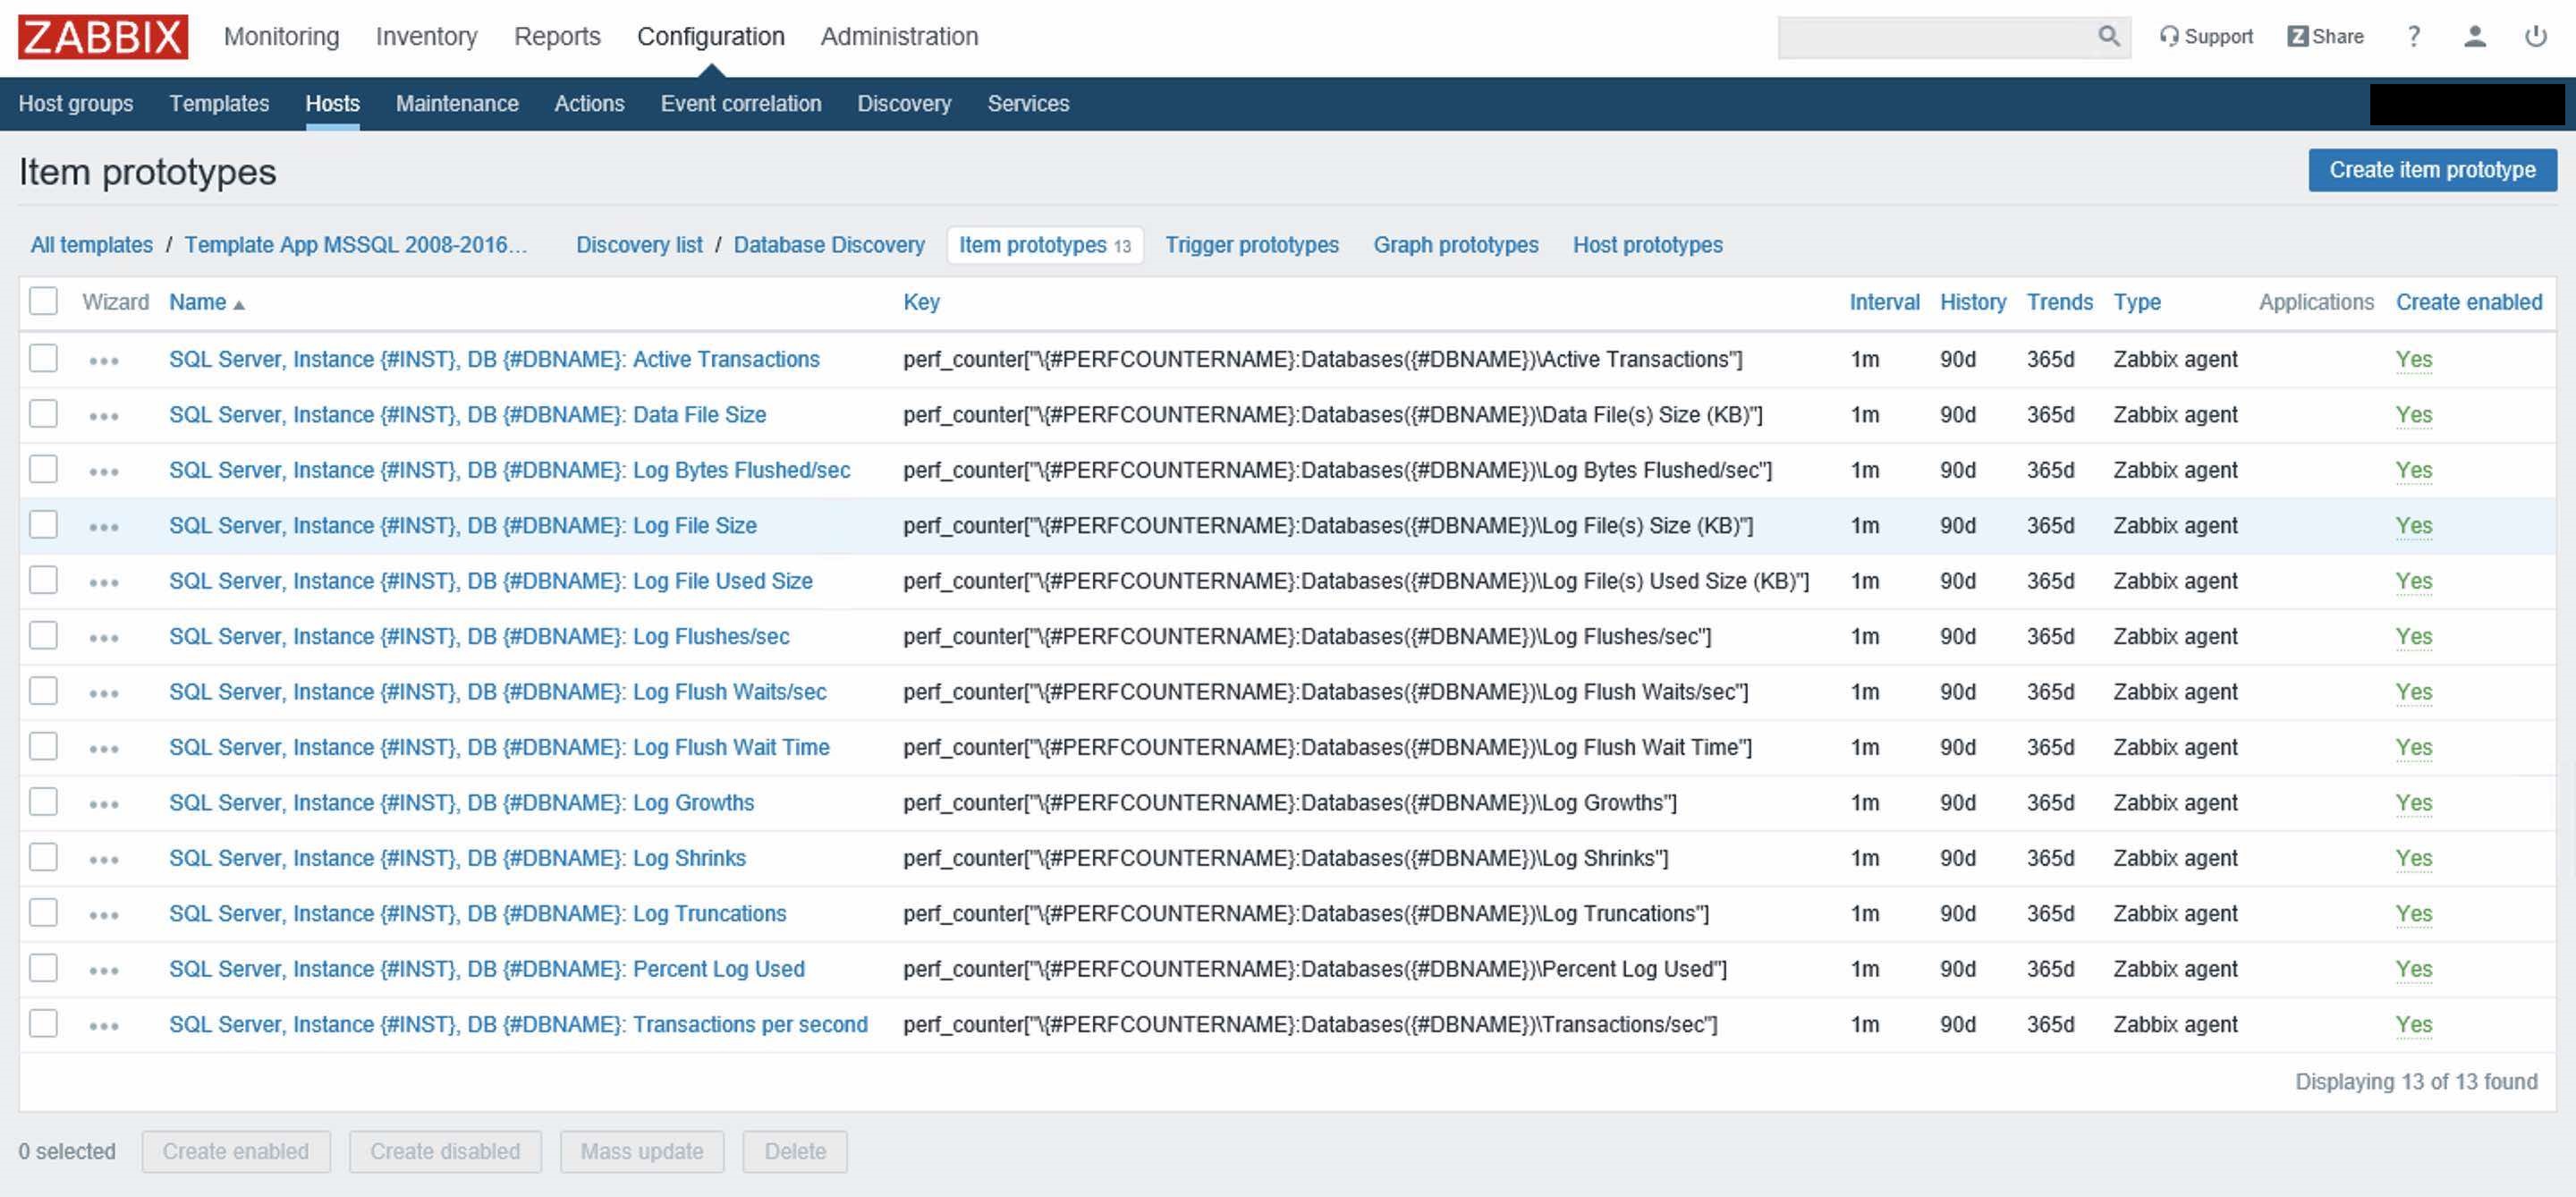 ZABBIX Monitoring Inventory Reports Configuration Administration Support Z Share ?
Host groups Templates Hosts Maintenance Actions Event correlation Discovery Services
Item prototypes Create item prototype
All templates / Template App MSSQL 2008-2016... Discovery list / Database Discovery Item prototypes 13 Trigger prototypes Graph prototypes Host prototypes
Wizard Name ▲ Key Interval History Trends Type Applications Create enabled
SQL Server, Instance {#INST}, DB {#DBNAME}: Active Transactions perf_counter["\{#PERFCOUNTERNAME}:Databases({#DBNAME})\Active Transactions"] 1m 90d 365d Zabbix agent Yes
SQL Server, Instance {#INST}, DB {#DBNAME}: Data File Size perf_counter["\{#PERFCOUNTERNAME}:Databases({#DBNAME})\Data File(s) Size (KB)"] 1m 90d 365d Zabbix agent Yes
SQL Server, Instance {#INST}, DB {#DBNAME}: Log Bytes Flushed/sec perf_counter["\{#PERFCOUNTERNAME}:Databases({#DBNAME})\Log Bytes Flushed/sec"] 1m 90d 365d Zabbix agent Yes
SQL Server, Instance {#INST}, DB {#DBNAME}: Log File Size perf_counter["\{#PERFCOUNTERNAME}:Databases({#DBNAME})\Log File(s) Size (KB)"] 1m 90d 365d Zabbix agent Yes
SQL Server, Instance {#INST}, DB {#DBNAME}: Log File Used Size perf_counter["\{#PERFCOUNTERNAME}:Databases({#DBNAME})\Log File(s) Used Size (KB)"] 1m 90d 365d Zabbix agent Yes
SQL Server, Instance {#INST}, DB {#DBNAME}: Log Flushes/sec perf_counter["\{#PERFCOUNTERNAME}:Databases({#DBNAME})\Log Flushes/sec"] 1m 90d 365d Zabbix agent Yes
SQL Server, Instance {#INST}, DB {#DBNAME}: Log Flush Waits/sec perf_counter["\{#PERFCOUNTERNAME}:Databases({#DBNAME})\Log Flush Waits/sec"] 1m 90d 365d Zabbix agent Yes
SQL Server, Instance {#INST}, DB {#DBNAME}: Log Flush Wait Time perf_counter["\{#PERFCOUNTERNAME}:Databases({#DBNAME})\Log Flush Wait Time"] 1m 90d 365d Zabbix agent Yes
SQL Server, Instance {#INST}, DB {#DBNAME}: Log Growths perf_counter["\{#PERFCOUNTERNAME}:Databases({#DBNAME})\Log Growths"] 1m 90d 365d Zabbix agent Yes
SQL Server, Instance {#INST}, DB {#DBNAME}: Log Shrinks perf_counter["\{#PERFCOUNTERNAME}:Databases({#DBNAME})\Log Shrinks"] 1m 90d 365d Zabbix agent Yes
SQL Server, Instance {#INST}, DB {#DBNAME}: Log Truncations perf_counter["\{#PERFCOUNTERNAME}:Databases({#DBNAME})\Log Truncations"] 1m 90d 365d Zabbix agent Yes
SQL Server, Instance {#INST}, DB {#DBNAME}: Percent Log Used perf_counter["\{#PERFCOUNTERNAME}:Databases({#DBNAME})\Percent Log Used"] 1m 90d 365d Zabbix agent Yes
SQL Server, Instance {#INST}, DB {#DBNAME}: Transactions per second perf_counter["\{#PERFCOUNTERNAME}:Databases({#DBNAME})\Transactions/sec"] 1m 90d 365d Zabbix agent Yes
Displaying 13 of 13 found
0 selected Create enabled Create disabled Mass update Delete